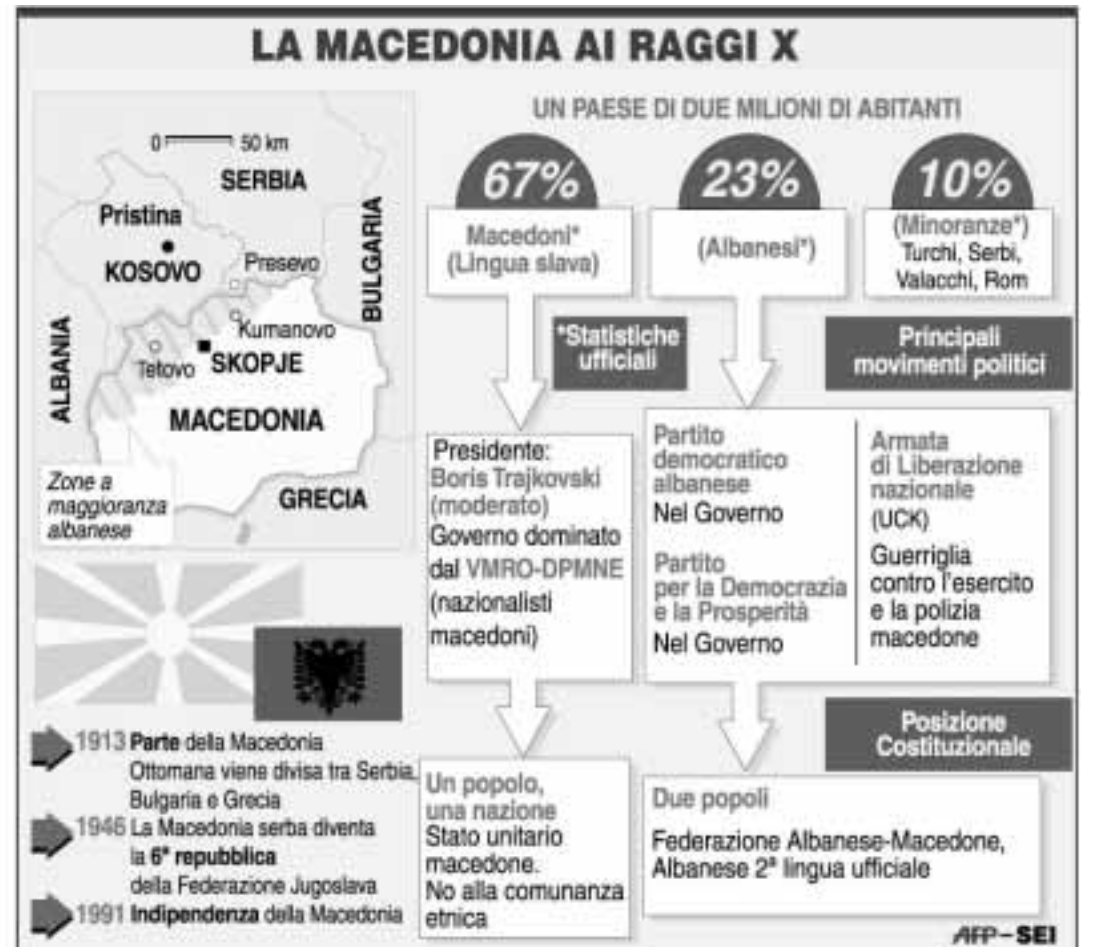 LA MACEDONIA AI RAGGI X
0 50 km
SERBIA
Pristina
KOSOVO
Presevo
BULGARIA
Kumanovo
Tetovo
SKOPJE
ALBANIA
MACEDONIA
GRECIA
Zone a
maggioranza
albanese
UN PAESE DI DUE MILIONI DI ABITANTI
67%
Macedoni*
(Lingua slava)
23%
(Albanesi*)
10%
(Minoranze*)
Turchi, Serbi,
Valacchi, Rom
*Statistiche
ufficiali
Principali
movimenti politici
Presidente:
Boris Trajkovski
(moderato)
Governo dominato
dal VMRO-DPMNE
(nazionalisti
macedoni)
Partito
democratico
albanese
Nel Governo
Partito
per la Democrazia
e la Prosperità
Nel Governo
Armata
di Liberazione
nazionale
(UCK)
Guerriglia
contro l'esercito
e la polizia
macedone
Posizione
Costituzionale
Un popolo,
una nazione
Stato unitario
macedone.
No alla comunanza
etnica
Due popoli
Federazione Albanese-Macedone,
Albanese 2ª lingua ufficiale
1913 Parte della Macedonia
Ottomana viene divisa tra Serbia,
Bulgaria e Grecia
1946 La Macedonia serba diventa
la 6ª repubblica
della Federazione Jugoslava
1991 Indipendenza della Macedonia
AFP-SEI